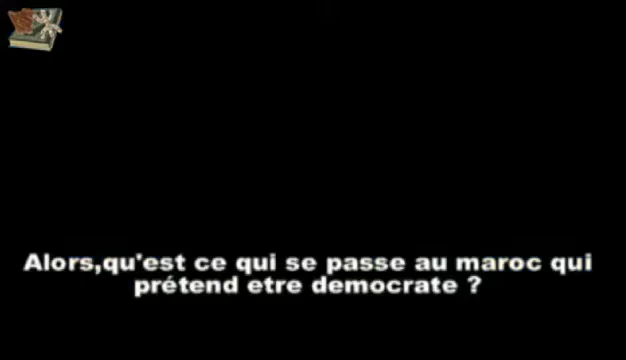 Alors,qu'est ce qui se passe au maroc qui
prétend etre democrate ?